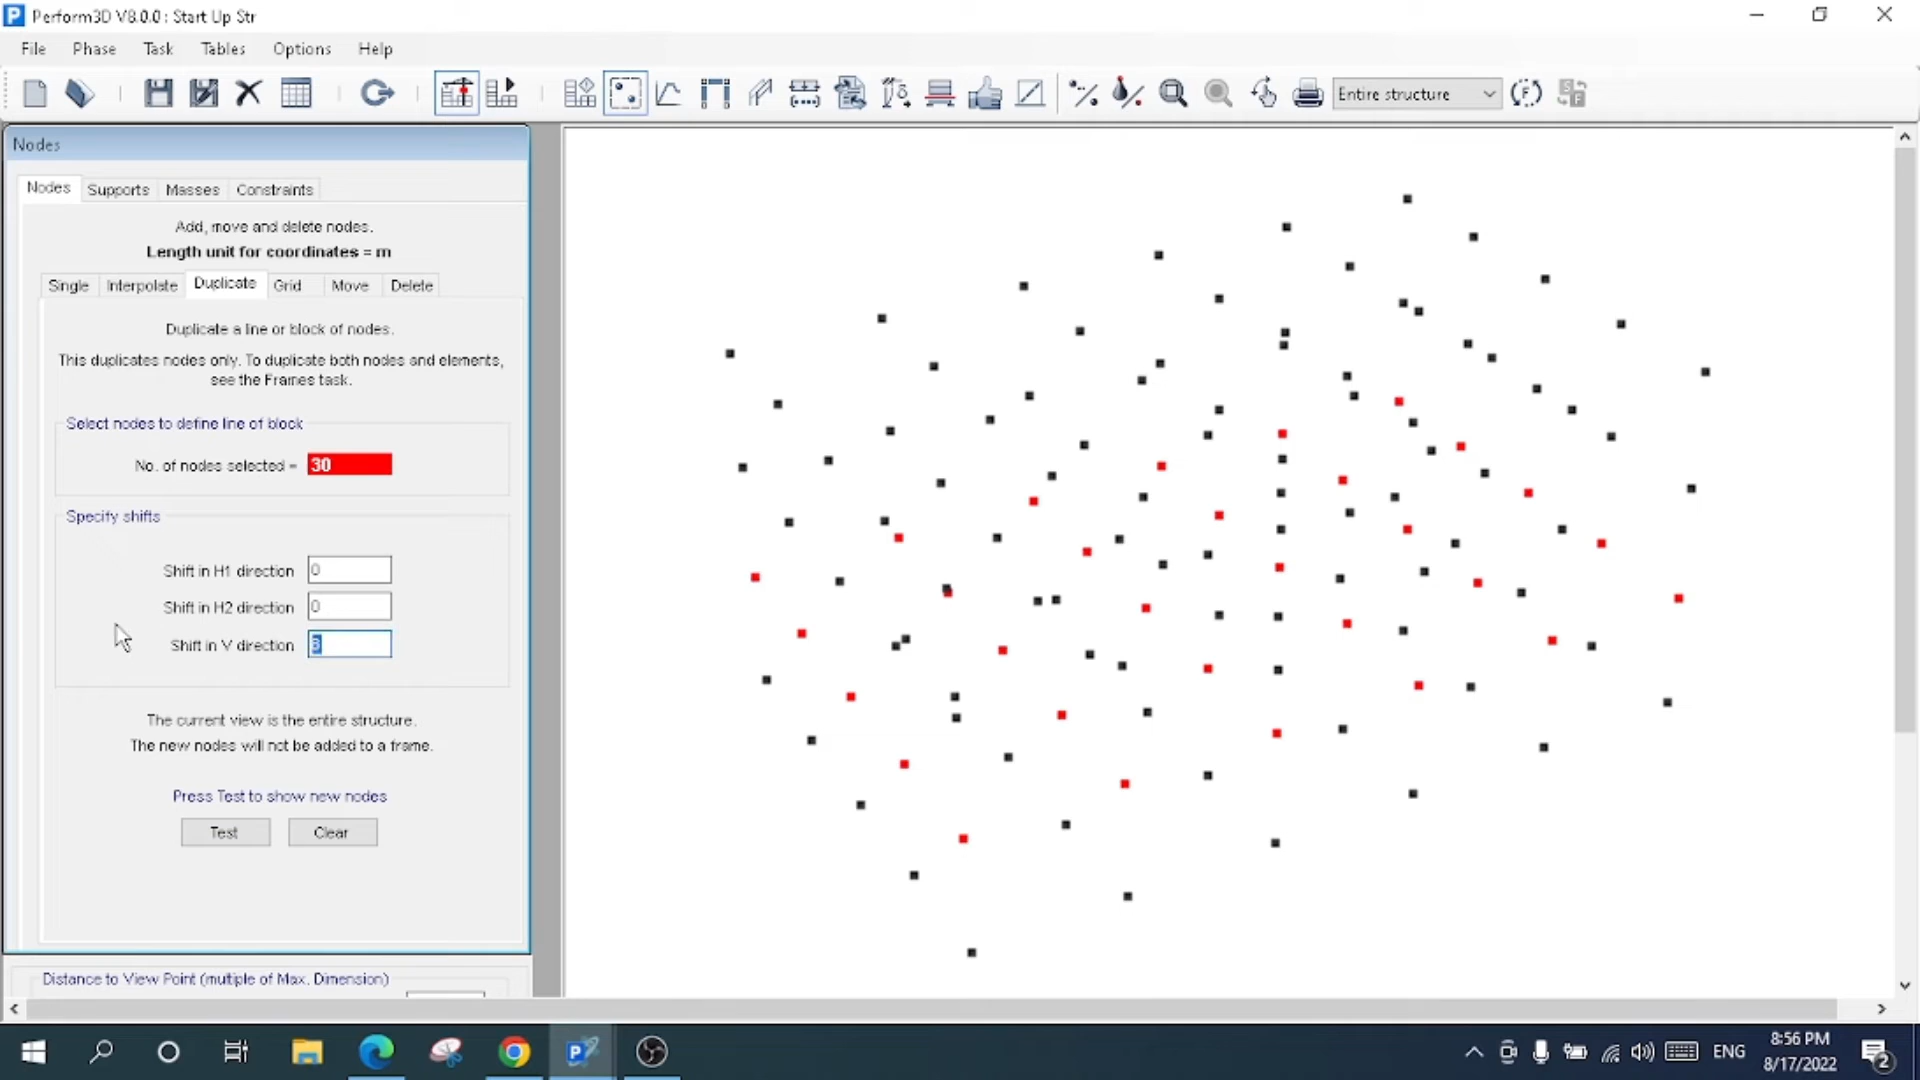 Perform3D V8.0.0 : Start Up Str
File Phase Task Tables Options Help
Entire structure
Nodes
Nodes Supports Masses Constraints
Add, move and delete nodes.
Length unit for coordinates = m
Single Interpolate Duplicate Grid Move Delete
Duplicate a line or block of nodes.
This duplicates nodes only. To duplicate both nodes and elements,
see the Frames task.
Select nodes to define line of block
No. of nodes selected = 30
Specify shifts
Shift in H1 direction 0
Shift in H2 direction 0
Shift in V direction
The current view is the entire structure.
The new nodes will not be added to a frame.
Press Test to show new nodes
Test Clear
Distance to View Point (multiple of Max. Dimension)
ENG
8:56 PM
8/17/2022
2